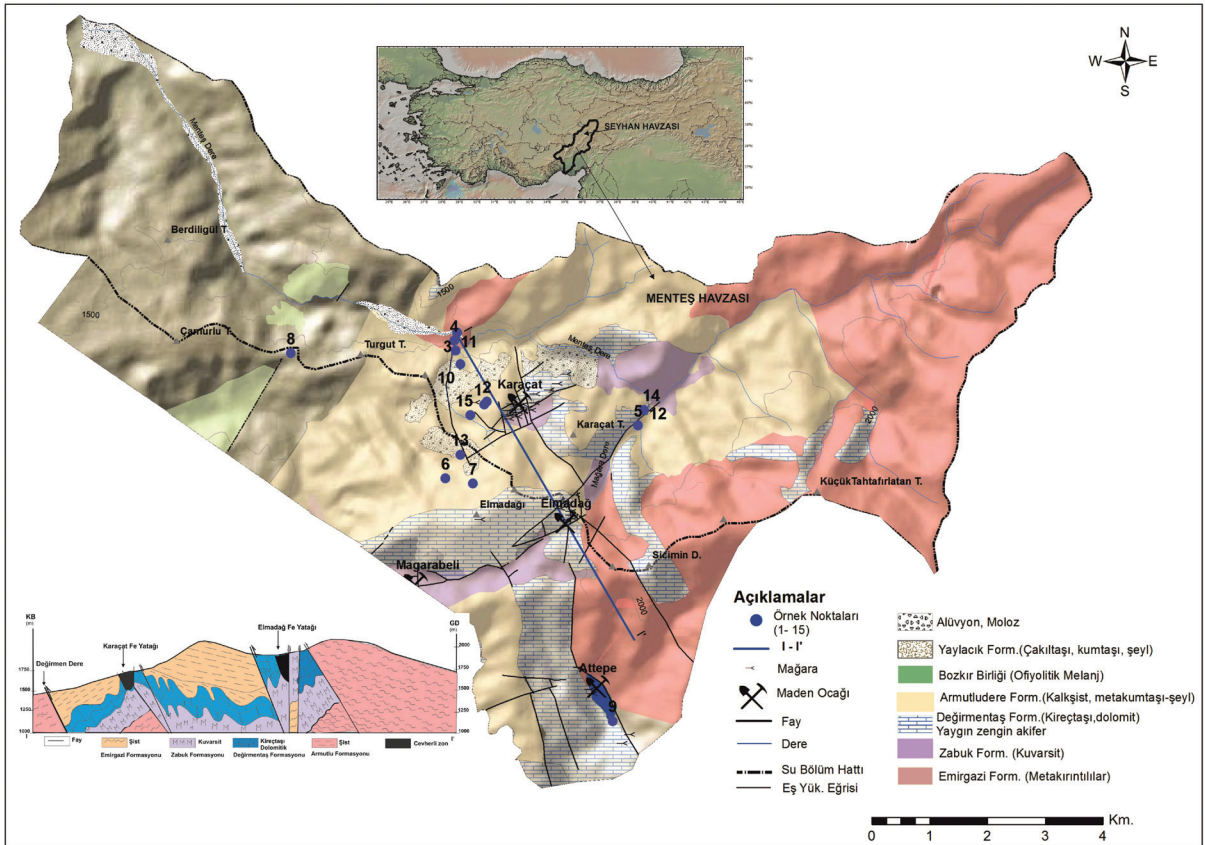 N
W E
S
SEYHAN HAVZASI
Menteş Dere
Berdiligül T.
1500
MENTEŞ HAVZASI
1500
Çamurlu T.
8
Turgut T.
4
3
11
10
Menteş Dere
12
Karaçat
15
14
5
12
Karaçat T.
2000
13
6
7
Mağara Dere
KüçükTahtafırlatan T.
Elmadağı
Elmadağ
Sicimin D.
Magarabeli
2000
I'
Attepe
9
KB
(m)
GD
(m)
Elmadağ Fe Yatağı
Karaçat Fe Yatağı
Değirmen Dere
1750
1500
1250
1000
2000
1750
1500
1250
1000
I
I'
Fay
Şist
Emirgazi Formasyonu
Kuvarsit
Zabuk Formasyonu
Kireçtaşı
Dolomitik
Değirmentaş Formasyonu
Şist
Armutlu Formasyonu
Cevherli zon
Açıklamalar
Örnek Noktaları
(1- 15)
I - I'
Mağara
Maden Ocağı
Fay
Dere
Su Bölüm Hattı
Eş Yük. Eğrisi
Alüvyon, Moloz
Yaylacık Form.(Çakıltaşı, kumtaşı, şeyl)
Bozkır Birliği (Ofiyolitik Melanj)
Armutludere Form.(Kalkşist, metakumtaşı-şeyl)
Değirmentaş Form.(Kireçtaşı,dolomit)
Yaygın zengin akifer
Zabuk Form. (Kuvarsit)
Emirgazi Form. (Metakırıntılılar)
Km.
0 1 2 3 4